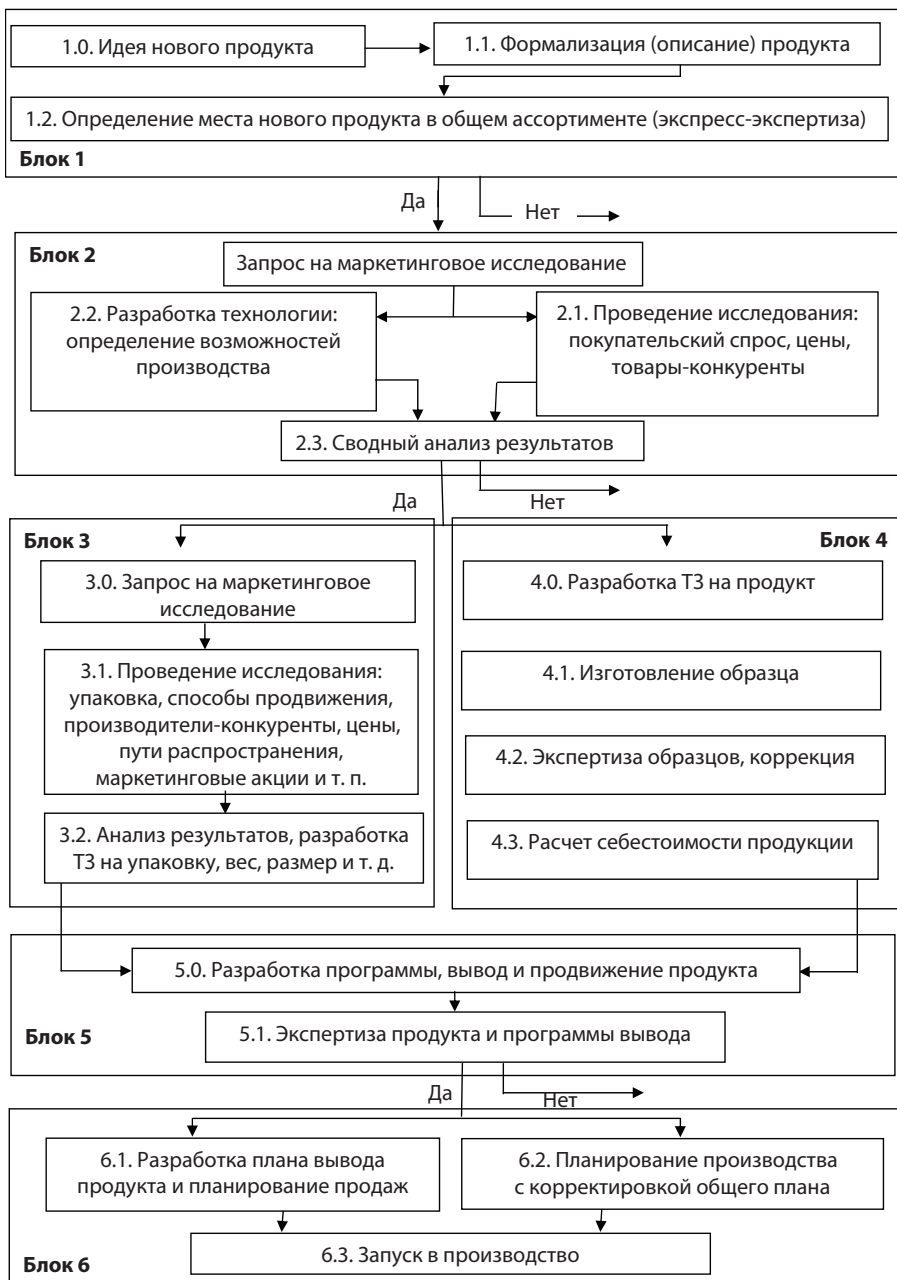 1.0. Идея нового продукта
1.1. Формализация (описание) продукта
1.2. Определение места нового продукта в общем ассортименте (экспресс-экспертиза)
Блок 1
Да
Нет
Блок 2
Запрос на маркетинговое исследование
2.2. Разработка технологии:
определение возможностей
производства
2.1. Проведение исследования:
покупательский спрос, цены,
товары-конкуренты
2.3. Сводный анализ результатов
Да
Нет
Блок 3
3.0. Запрос на маркетинговое
исследование
3.1. Проведение исследования:
упаковка, способы продвижения,
производители-конкуренты, цены,
пути распространения,
маркетинговые акции и т. п.
3.2. Анализ результатов, разработка
ТЗ на упаковку, вес, размер и т. д.
Блок 4
4.0. Разработка ТЗ на продукт
4.1. Изготовление образца
4.2. Экспертиза образцов, коррекция
4.3. Расчет себестоимости продукции
5.0. Разработка программы, вывод и продвижение продукта
5.1. Экспертиза продукта и программы вывода
Блок 5
Да
Нет
6.1. Разработка плана вывода
продукта и планирование продаж
6.2. Планирование производства
с корректировкой общего плана
6.3. Запуск в производство
Блок 6